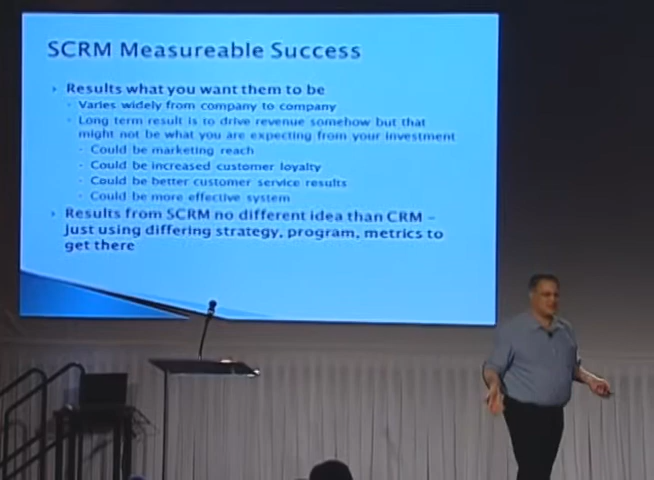 SCRM Measureable Success
Results what you want them to be
Varies widely from company to company
Long term result is to drive revenue somehow but that
might not be what you are expecting from your investment
Could be marketing reach
Could be increased customer loyalty
Could be better customer service results
Could be more effective system
Results from SCRM no different idea than CRM –
just using differing strategy, program, metrics to
get there